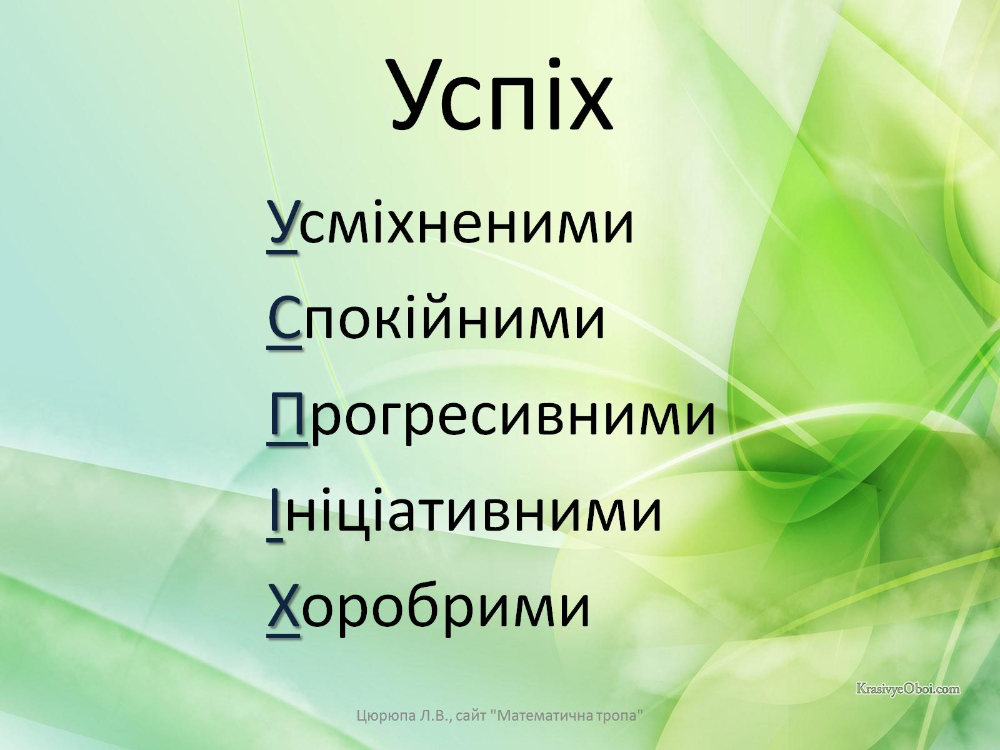 Успіх
Усміхненими
Спокійними
Прогресивними
Ініціативними
Хоробрими
KrasivyeOboi.com
Цюрюпа Л.В., сайт "Математична тропа"